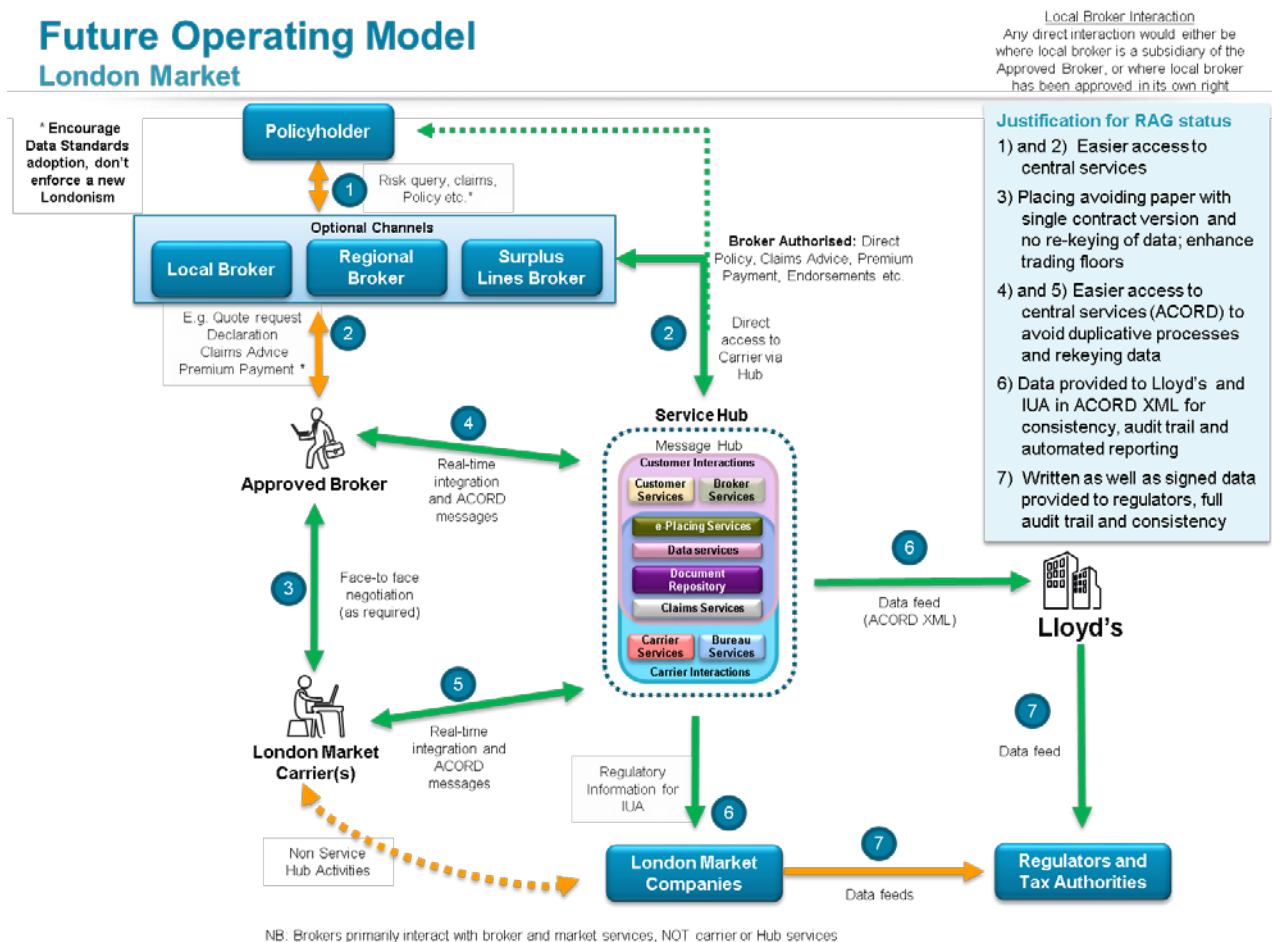 Future Operating Model
London Market
Local Broker Interaction
Any direct interaction would either be
where local broker is a subsidiary of the
Approved Broker, or where local broker
has been approved in its own right
* Encourage
Data Standards
adoption, don't
enforce a new
Londonism
Policyholder
1
Risk query, claims,
Policy etc.*
Optional Channels
Local Broker
Regional
Broker
Surplus
Lines Broker
Broker Authorised: Direct
Policy, Claims Advice, Premium
Payment, Endorsements etc.
E.g. Quote request
Declaration
Claims Advice
Premium Payment *
2
2
Direct
access to
Carrier via
Hub
Justification for RAG status
1) and 2) Easier access to
central services
3) Placing avoiding paper with
single contract version and
no re-keying of data; enhance
trading floors
4) and 5) Easier access to
central services (ACORD) to
avoid duplicative processes
and rekeying data
6) Data provided to Lloyd's and
IUA in ACORD XML for
consistency, audit trail and
automated reporting
7) Written as well as signed data
provided to regulators, full
audit trail and consistency
Approved Broker
4
Real-time
integration
and ACORD
messages
Service Hub
Message Hub
Customer Interactions
Customer
Services
Broker
Services
e Placing Services
Data services
Document
Repository
Claims Services
Carrier
Services
Bureau
Services
Carrier Interactions
3
Face-to face
negotiation
(as required)
6
Data feed
(ACORD XML)
Lloyd's
London Market
Carrier(s)
5
Real-time
integration and
ACORD
messages
7
Data feed
Regulatory
Information for
IUA
6
Non Service
Hub Activities
London Market
Companies
7
Data feeds
Regulators and
Tax Authorities
NB: Brokers primarily interact with broker and market services, NOT carrier or Hub services